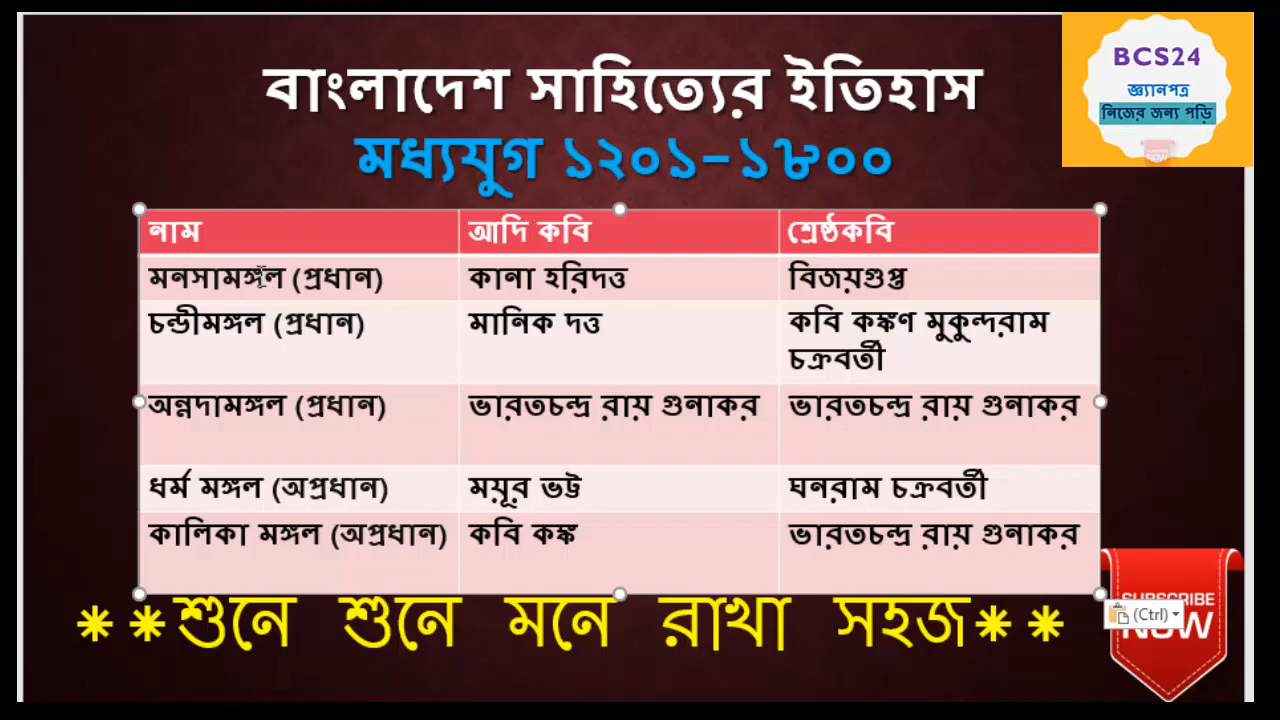 BCS24
জ্ঞ্যানপত্র
নিজের জন্য পড়ি
NOW
বাংলাদেশ সাহিত্যের ইতিহাস
মধ্যযুগ ১২০১-১৮০০
নাম আদি কবি শ্রেষ্ঠকবি
মনসামঙ্গল (প্রধান) কানা হরিদত্ত বিজয়গুপ্ত
চন্ডীমঙ্গল (প্রধান) মানিক দত্ত কবি কঙ্কণ মুকুন্দরাম
চক্রবর্তী
অন্নদামঙ্গল (প্রধান) ভারতচন্দ্র রায় গুনাকর ভারতচন্দ্র রায় গুনাকর
ধর্ম মঙ্গল (অপ্রধান) ময়ূর ভট্ট ঘনরাম চক্রবর্তী
কালিকা মঙ্গল (অপ্রধান) কবি কঙ্ক ভারতচন্দ্র রায় গুনাকর
**শুনে শুনে মনে রাখা সহজ**
SUBSCRIBE
NOW
(Ctrl)